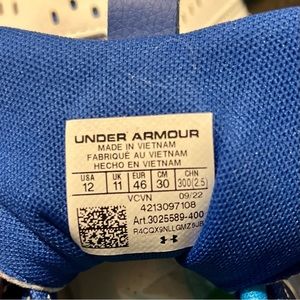 UNDER ARMOUR
MADE IN VIETNAM
FABRIQUÉ AU VIETNAM
HECHO EN VIETNAM
USA UK EUR CM CHN
12 11 46 30 300(2.5)
VCVN 09/22
4213097108
Art.3025589-400
R4CQX9NLLGMZ9JB